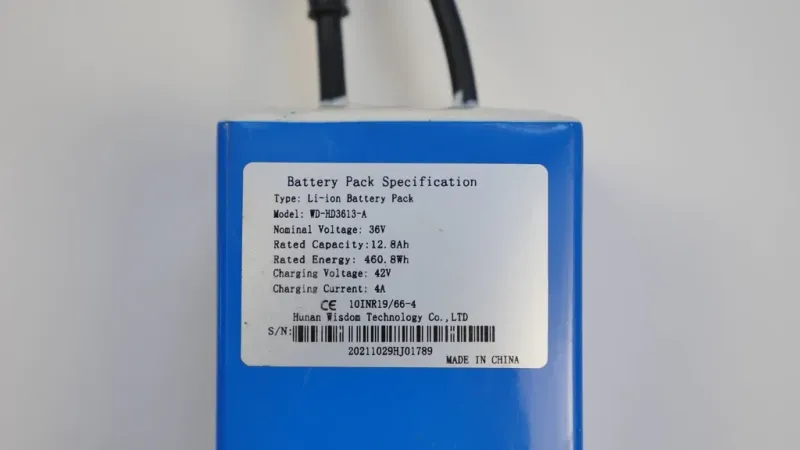 Battery Pack Specification
Type: Li-ion Battery Pack
Model: WD-HD3613-A
Nominal Voltage: 36V
Rated Capacity:12.8Ah
Rated Energy: 460.8Wh
Charging Voltage: 42V
Charging Current: 4A
CE 10INR19/66-4
Hunan Wisdom Technology Co.,LTD
S/N:
20211029HJ01789
MADE IN CHINA